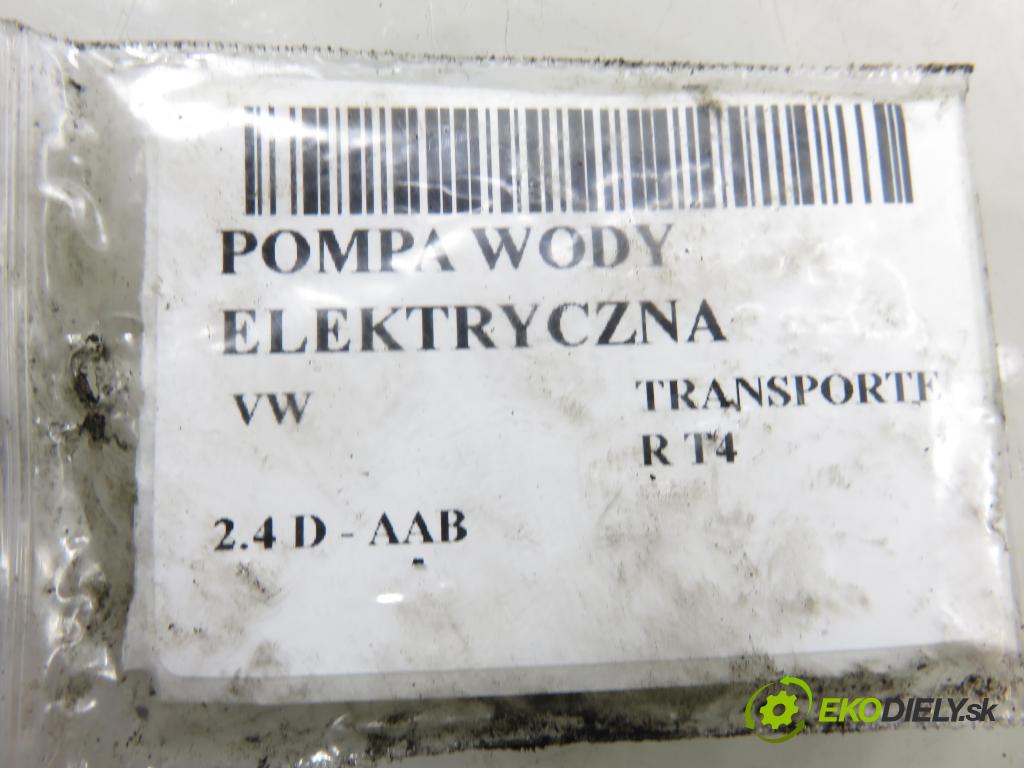 POMPA WODY
ELEKTRYCZNA
VW
TRANSPORTE
R T4
2.4 D - AAB
-
EKODIELY.sk